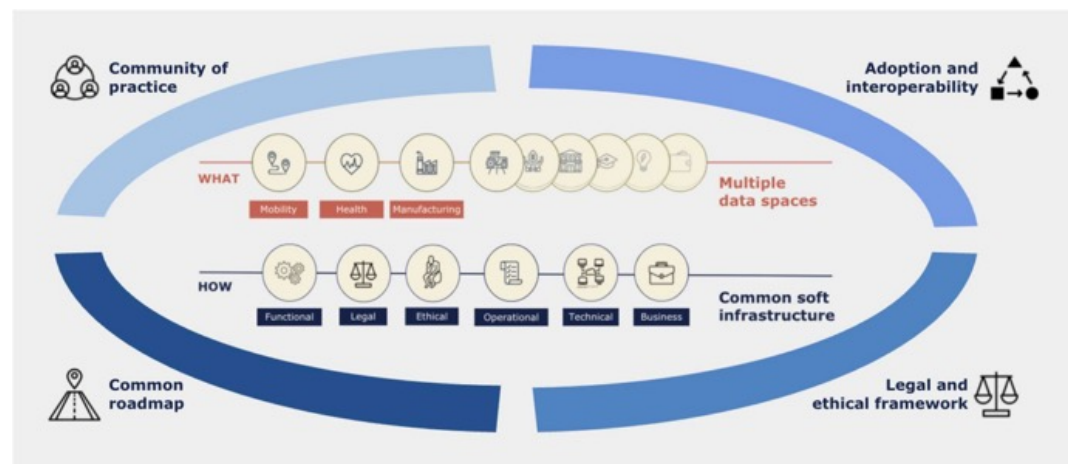 Community of
practice
Adoption and
interoperability
WHAT
Mobility
Health
Manufacturing
Multiple
data spaces
HOW
Functional
Legal
Ethical
Operational
Technical
Business
Common soft
infrastructure
Common
roadmap
Legal and
ethical framework